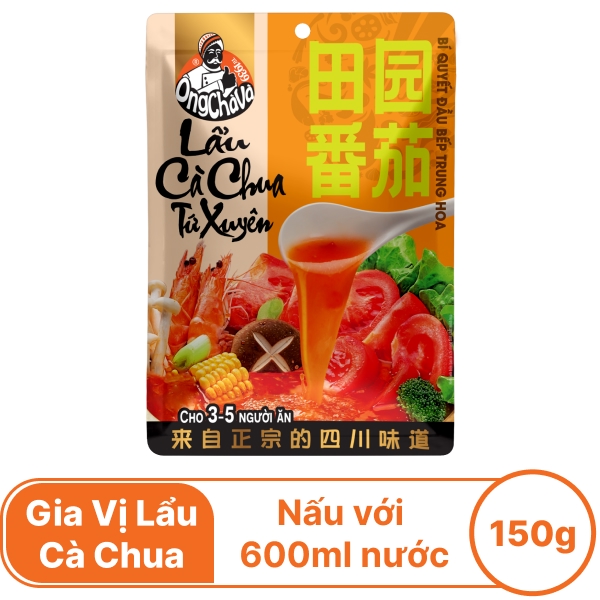 ®
TỪ 1939
ÔngChàVà
Lẩu
Cà Chua
Tứ Xuyên
田园
番茄
BÍ QUYẾT ĐẦU BẾP TRUNG HOA
CHO 3-5 NGƯỜI ĂN
来自正宗的四川味道
Gia Vị Lẩu
Cà Chua
Nấu với
600ml nước
150g